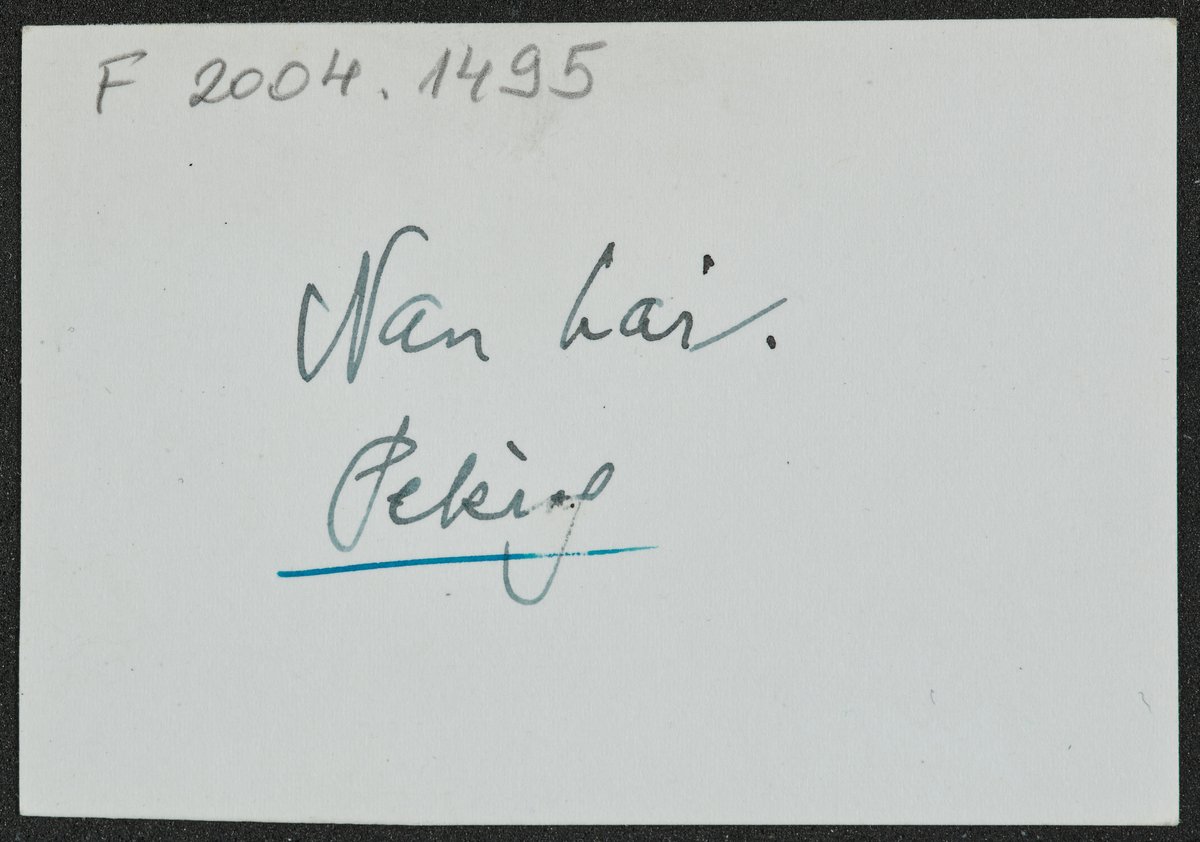 F 2004.1495
Nan hai.
Peking